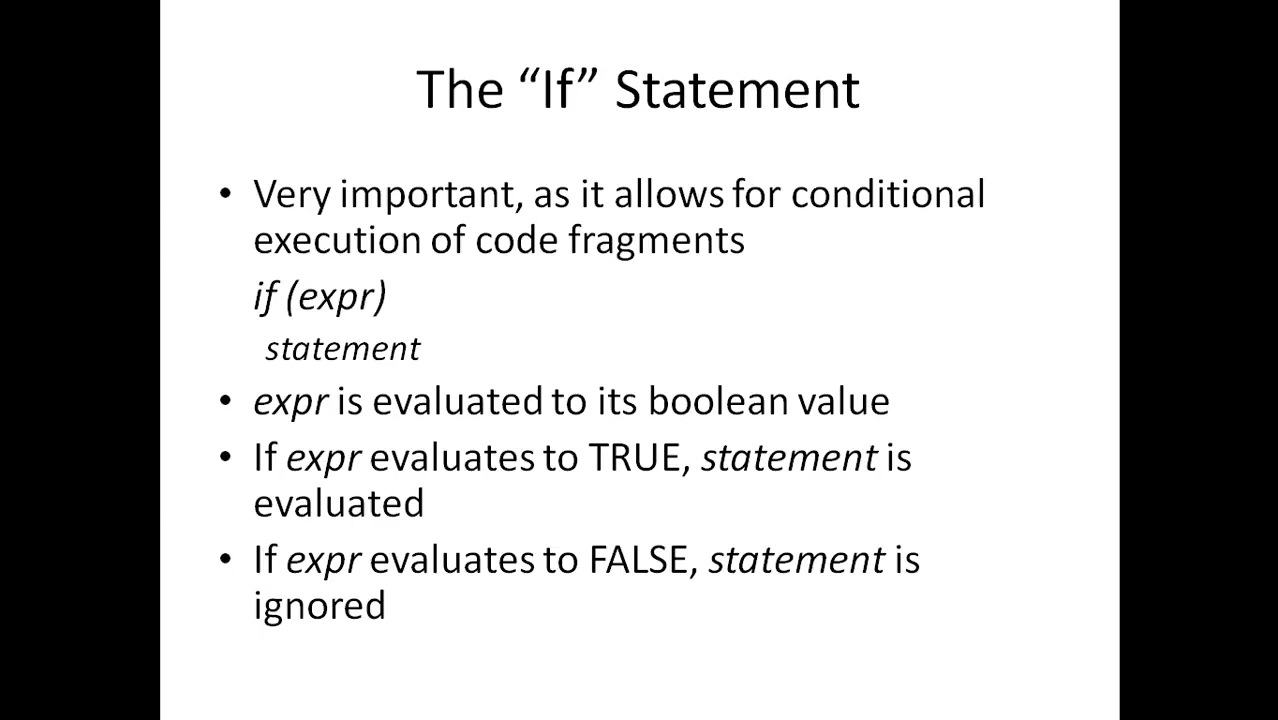 The “If” Statement
• Very important, as it allows for conditional
execution of code fragments
if (expr)
statement
• expr is evaluated to its boolean value
• If expr evaluates to TRUE, statement is
evaluated
• If expr evaluates to FALSE, statement is
ignored